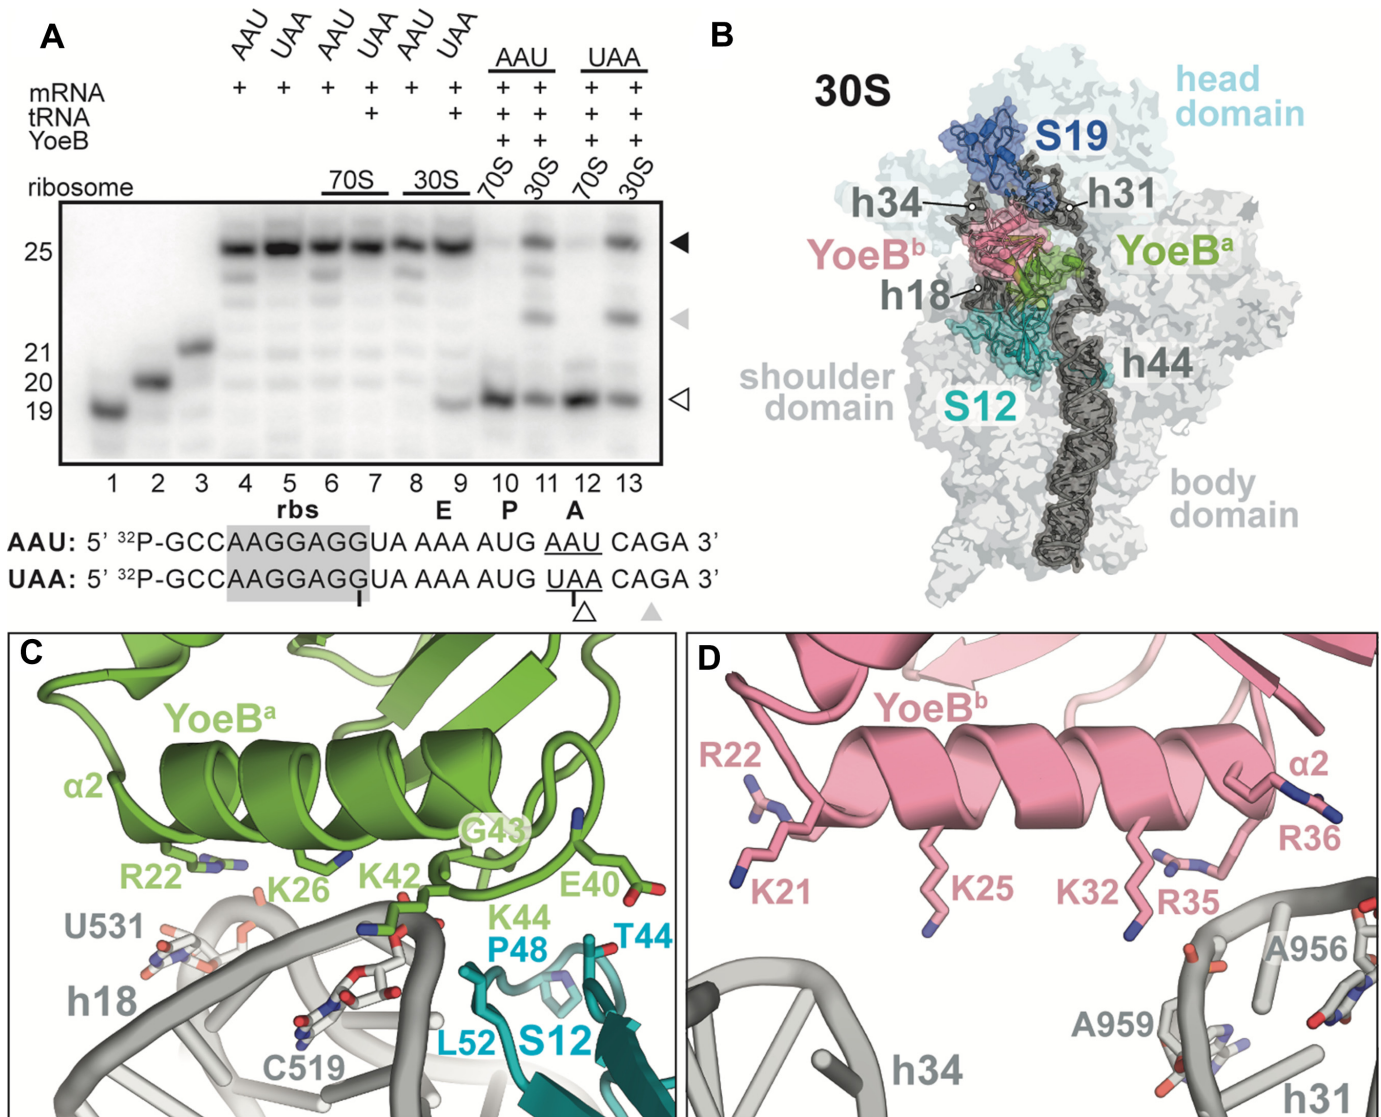 A
AAU UAA AAU UAA AAU UAA
AAU UAA
mRNA + + + + + + + + + +
tRNA + + + + + +
YoeB + + + +
ribosome 70S 30S 70S 30S 70S 30S
25
21
20
19
1 2 3 4 5 6 7 8 9 10 11 12 13
rbs E P A
AAU: 5' 32P-GCCAAGGAGGUA AAA AUG AAU CAGA 3'
UAA: 5' 32P-GCCAAGGAGGUA AAA AUG UAA CAGA 3'
B
30S
head
domain
S19
h34
h31
YoeBb
YoeBa
h18
h44
shoulder
domain
S12
body
domain
C
YoeBa
α2
G43
R22
K26
K42
E40
K44
U531
P48
T44
h18
L52
S12
C519
D
YoeBb
R22
α2
R36
K21
K25
K32
R35
A956
A959
h34
h31